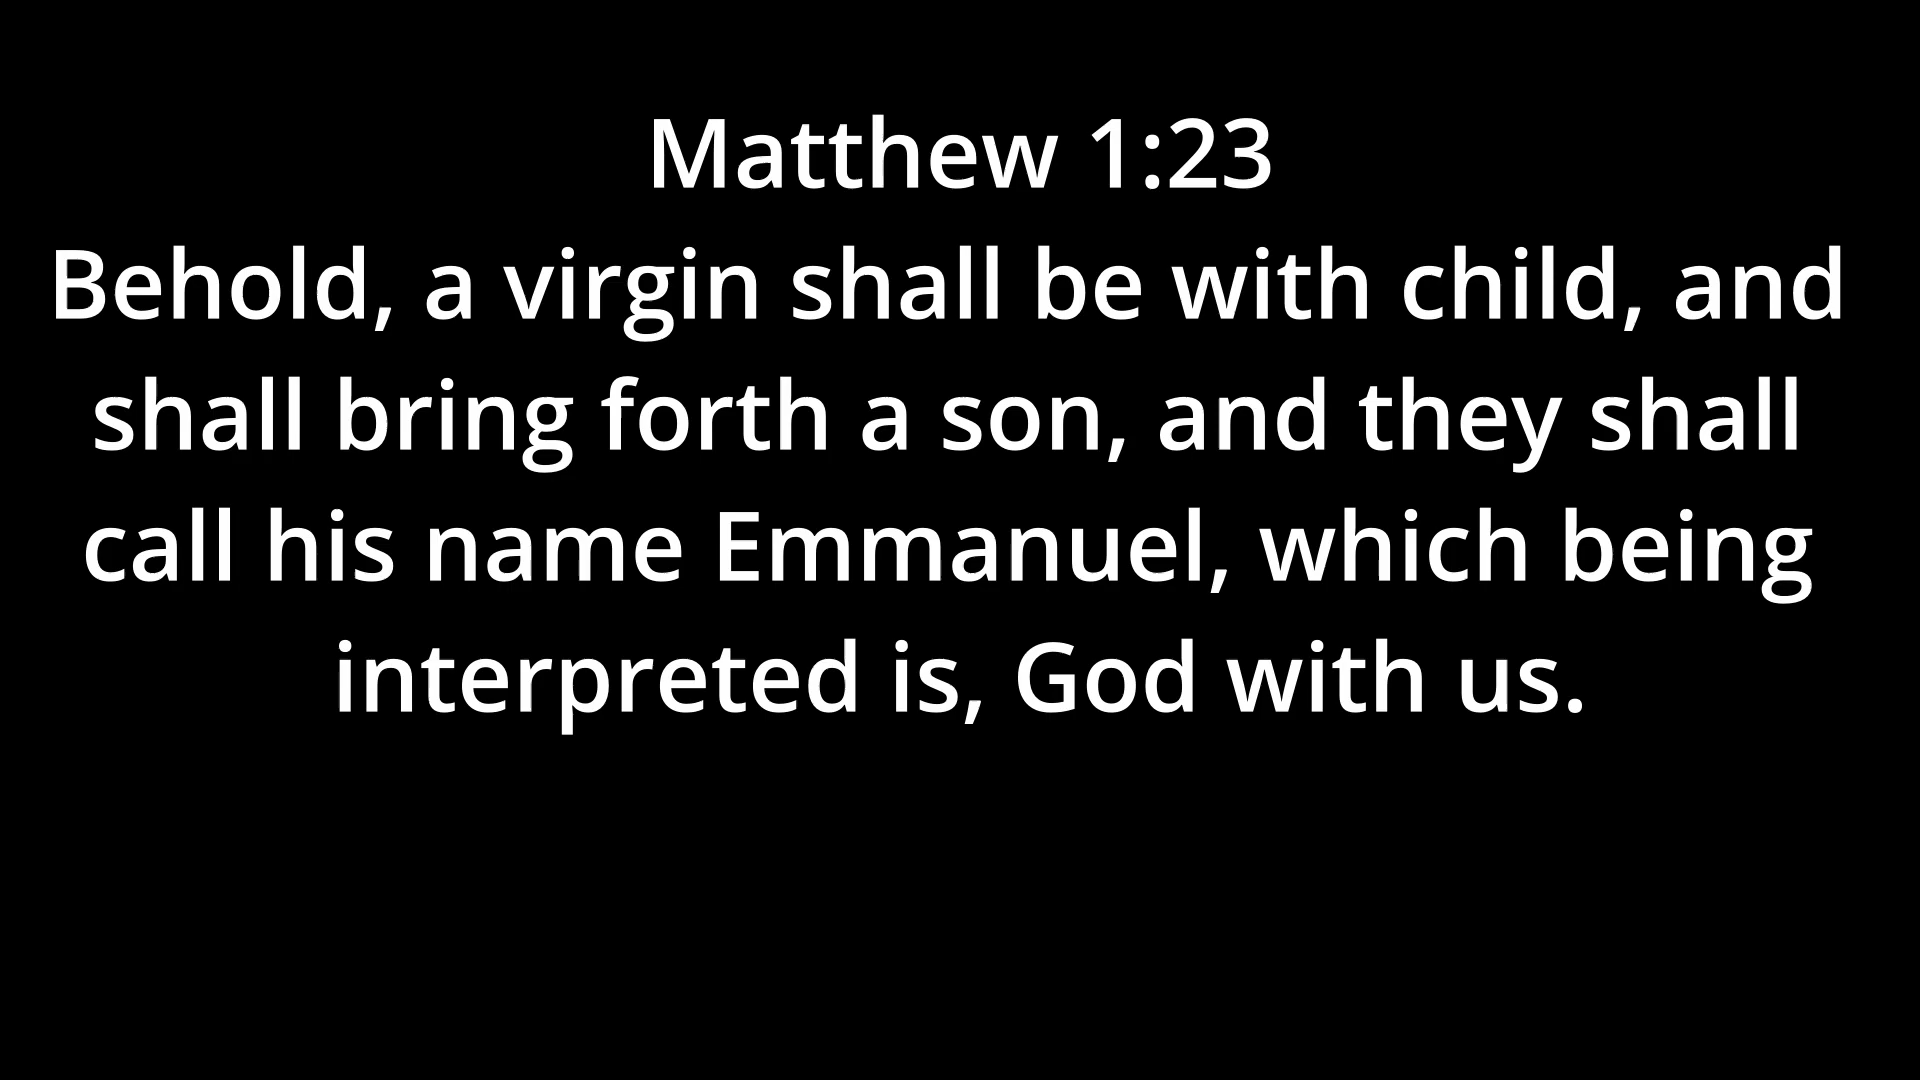 Matthew 1:23
Behold, a virgin shall be with child, and
shall bring forth a son, and they shall
call his name Emmanuel, which being
interpreted is, God with us.